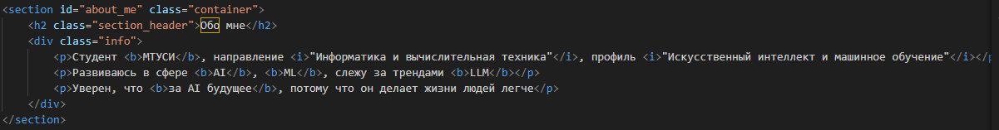 <section id="about_me" class="container">
<h2 class="section_header">Обо мне</h2>
<div class="info">
<p>Студент <b>МТУСИ</b>, направление <i>"Информатика и вычислительная техника"</i>, профиль <i>"Искусственный интеллект и машинное обучение"</i></p
<p>Развиваюсь в сфере <b>AI</b>, <b>ML</b>, слежу за трендами <b>LLM</b></p>
<p>Уверен, что <b>за AI будущее</b>, потому что он делает жизни людей легче</p>
</div>
</section>